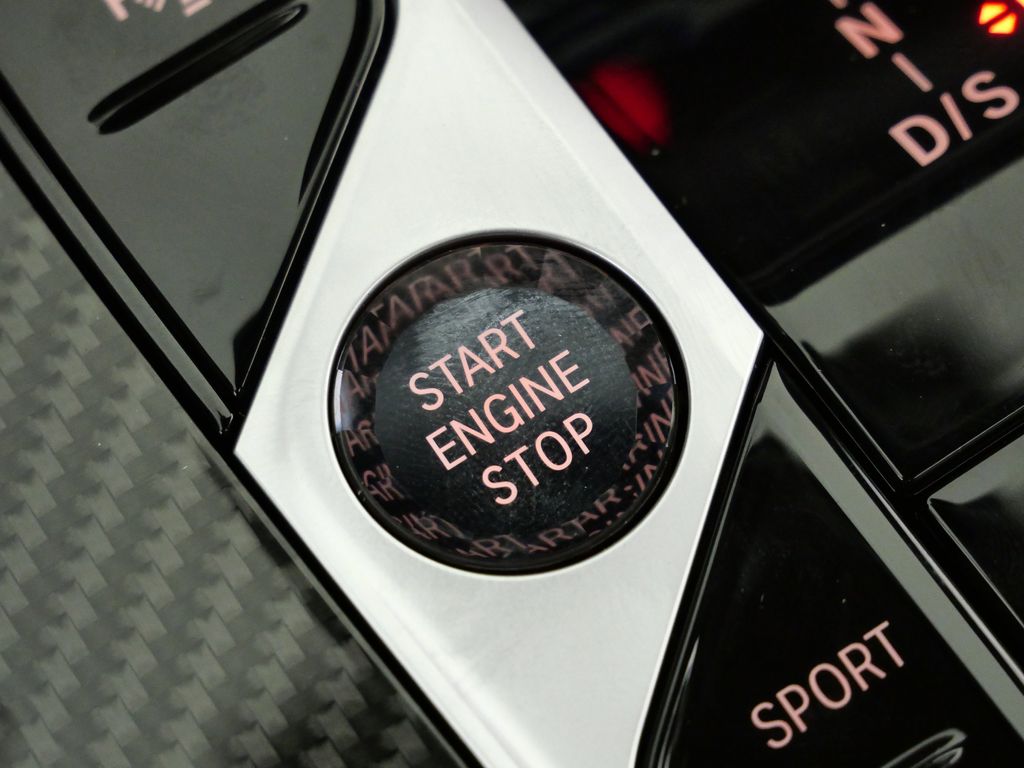 N
D/S
START
ENGINE
STOP
SPORT